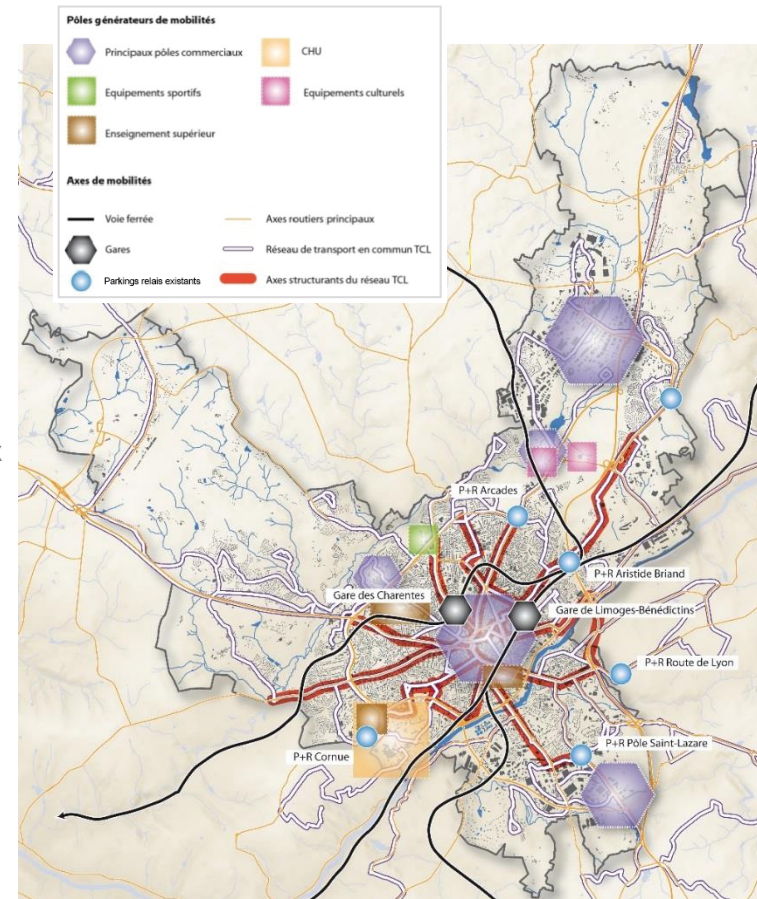 Pôles générateurs de mobilités
Principaux pôles commerciaux
CHU
Equipements sportifs
Equipements culturels
Enseignement supérieur
Axes de mobilités
Voie ferrée
Axes routiers principaux
Gares
Réseau de transport en commun TCL
Parkings relais existants
Axes structurants du réseau TCL
P+R Arcades
P+R Aristide Briand
Gare des Charentes
Gare de Limoges-Bénédictins
P+R Route de Lyon
P+R Pôle Saint-Lazare
P+R Cornue